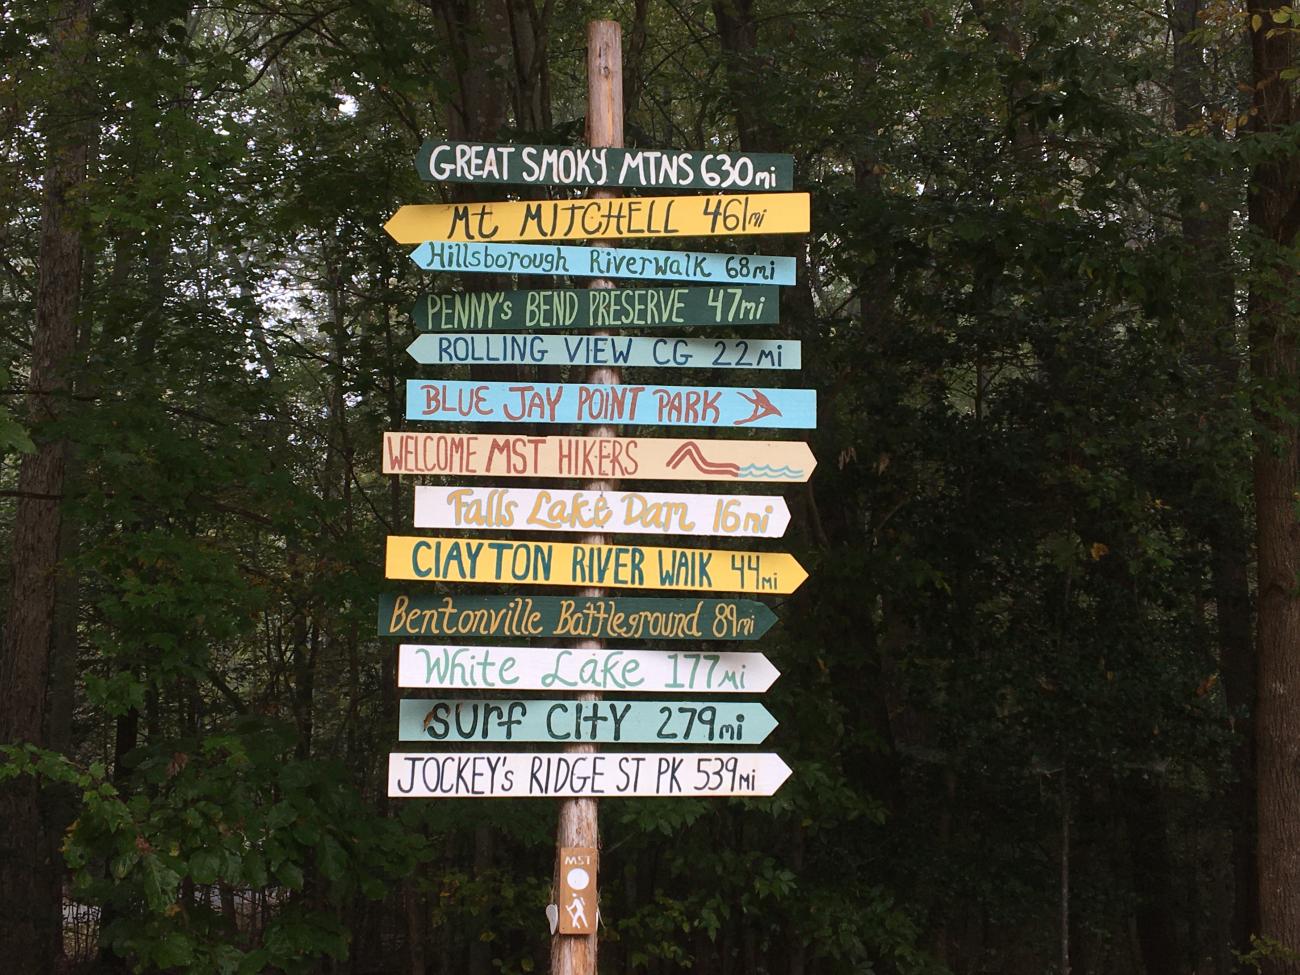 GREAT SMOKY MTNS 630mi
Mt MITCHELL 461mi
Hillsborough Riverwalk 68mi
PENNY's BEND PRESERVE 47mi
ROLLING VIEW CG 22mi
BLUE JAY POINT PARK
WELCOME MST HIKERS
Falls Lake Dam 16mi
CLAYTON RIVER WALK 44mi
Bentonville Battleground 89mi
White Lake 177mi
SURF CITY 279mi
JOCKEY's RIDGE ST PK 539mi
MST